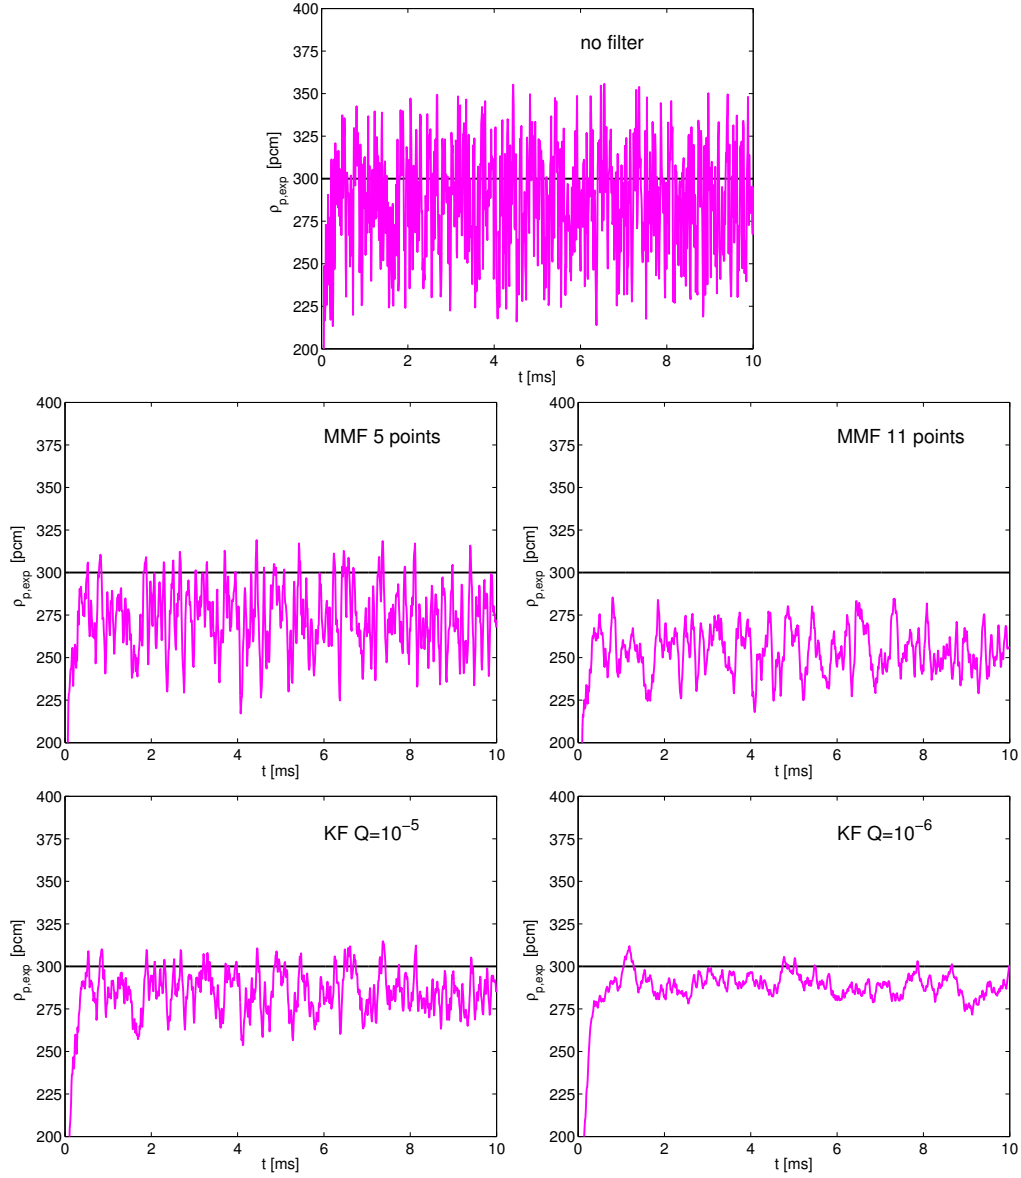 no filter
400
375
350
325
300
275
250
225
200
ρp,exp [pcm]
0 2 4 6 8 10
t [ms]
MMF 5 points
400
375
350
325
300
275
250
225
200
ρp,exp [pcm]
0 2 4 6 8 10
t [ms]
MMF 11 points
400
375
350
325
300
275
250
225
200
ρp,exp [pcm]
0 2 4 6 8 10
t [ms]
KF Q=10⁻⁵
400
375
350
325
300
275
250
225
200
ρp,exp [pcm]
0 2 4 6 8 10
t [ms]
KF Q=10⁻⁶
400
375
350
325
300
275
250
225
200
ρp,exp [pcm]
0 2 4 6 8 10
t [ms]